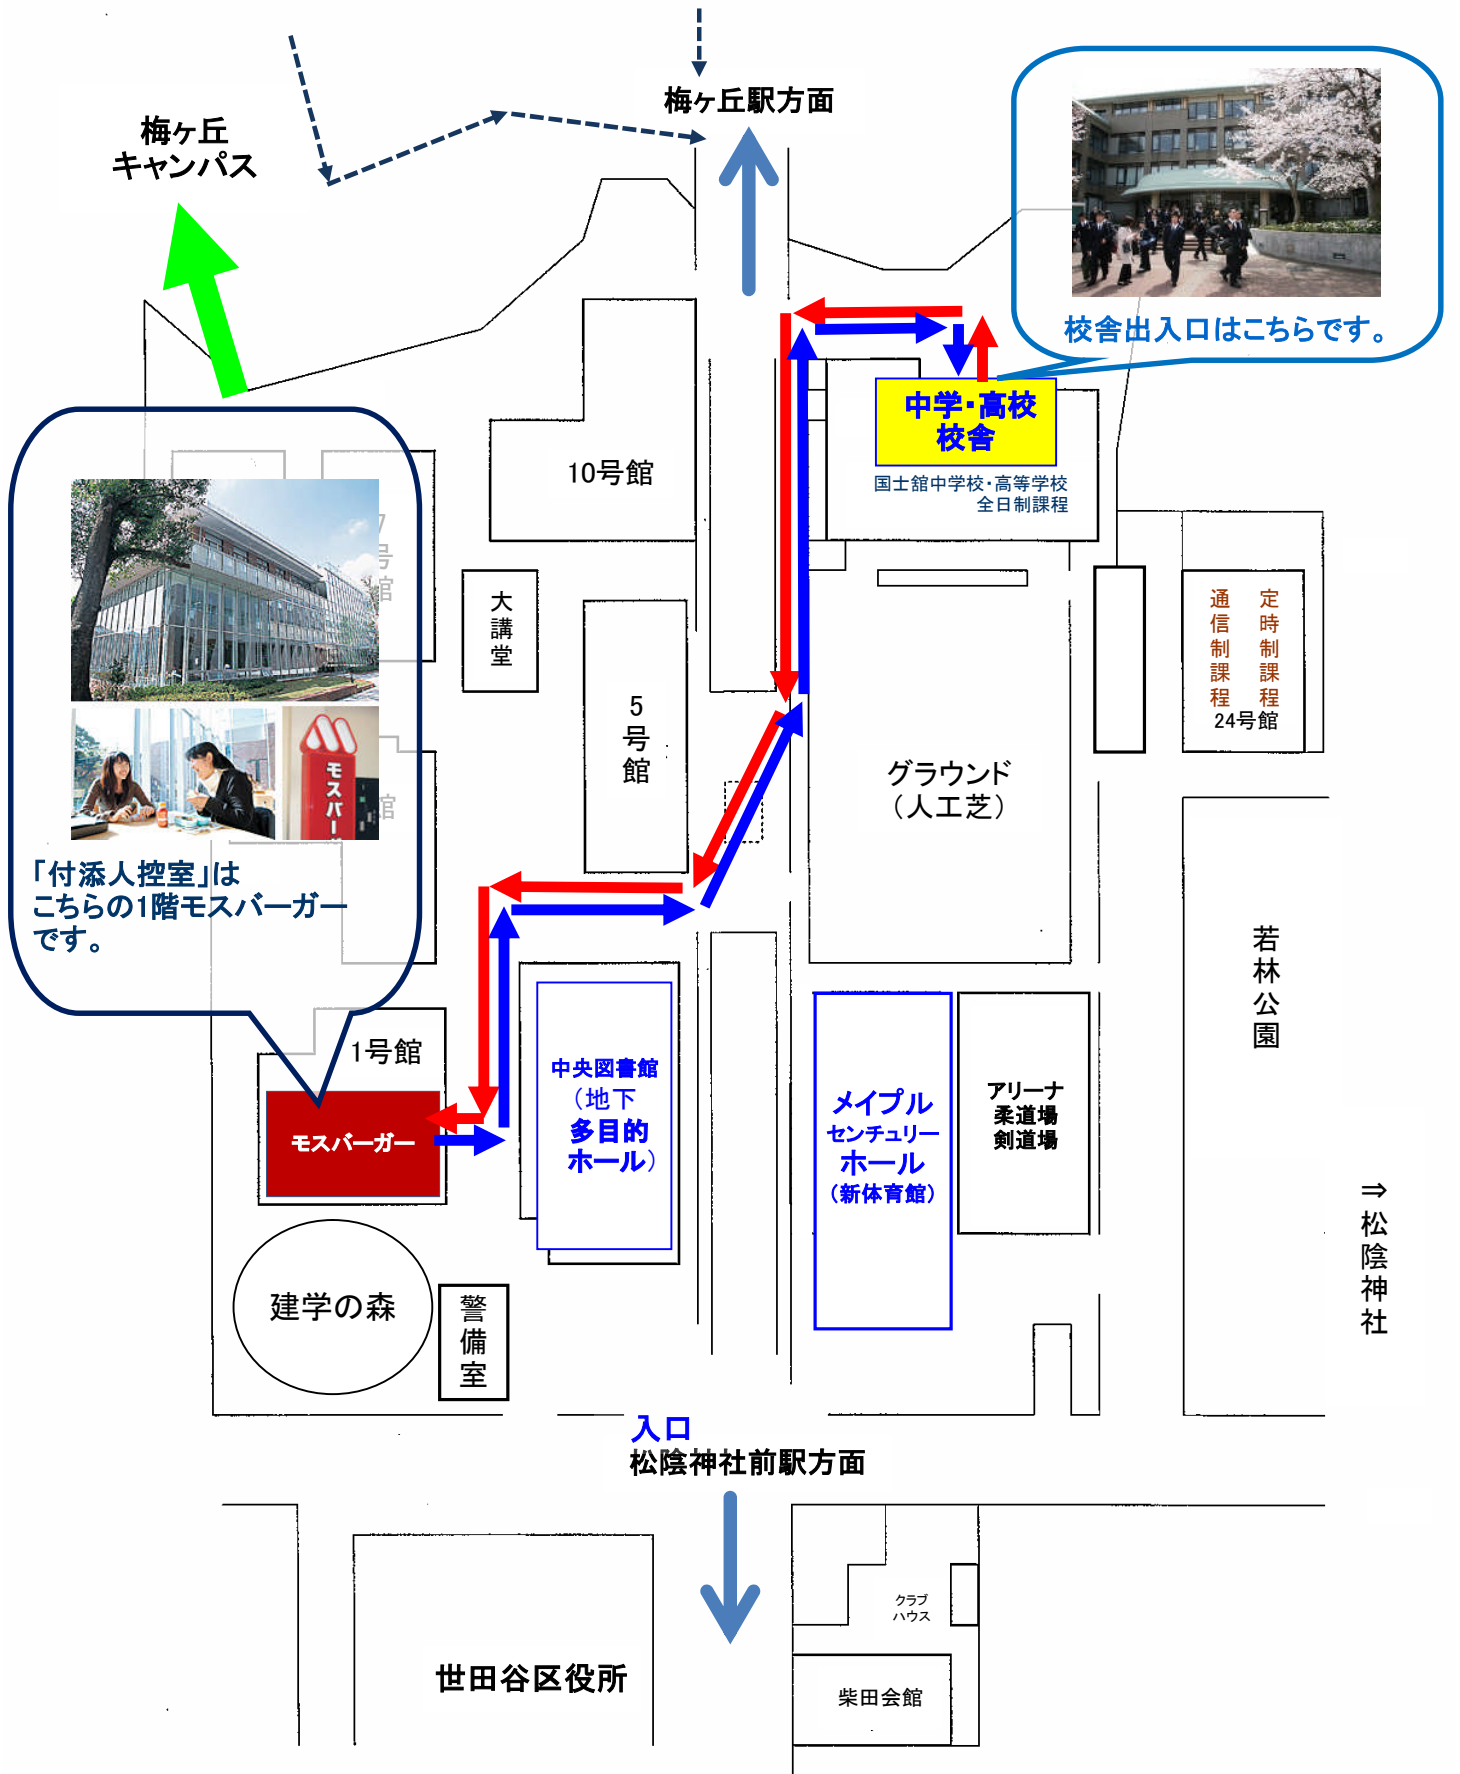 梅ヶ丘駅方面
梅ヶ丘
キャンパス
校舎出入口はこちらです。
中学・高校
校舎
国士舘中学校・高等学校
全日制課程
10号館
7号館
大講堂
5号館
定時制課程
通信制課程
24号館
グラウンド
（人工芝）
モスバー
館
「付添人控室」は
こちらの1階モスバーガー
です。
若林公園
1号館
モスバーガー
中央図書館
（地下
多目的
ホール）
メイプル
センチュリー
ホール
（新体育館）
アリーナ
柔道場
剣道場
⇒松陰神社
建学の森
警備室
入口
松陰神社前駅方面
クラブ
ハウス
世田谷区役所
柴田会館